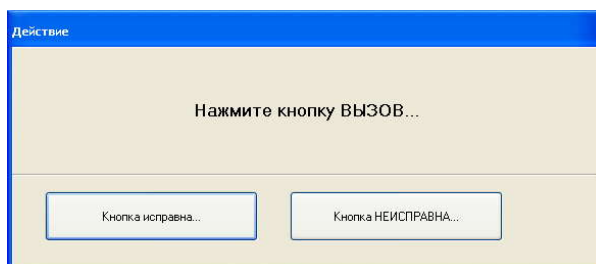 Действие
Нажмите кнопку ВЫЗОВ...
Кнопка исправна...
Кнопка НЕИСПРАВНА...